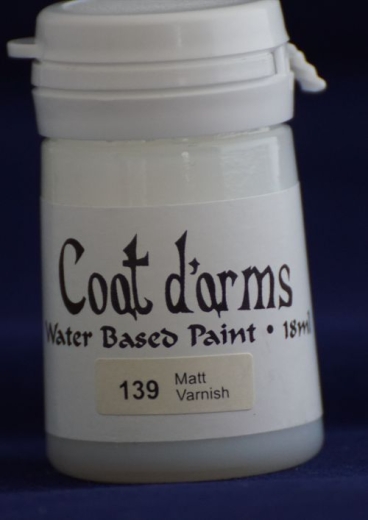 Coat d'arms
Water Based Paint • 18ml
139 Matt
Varnish